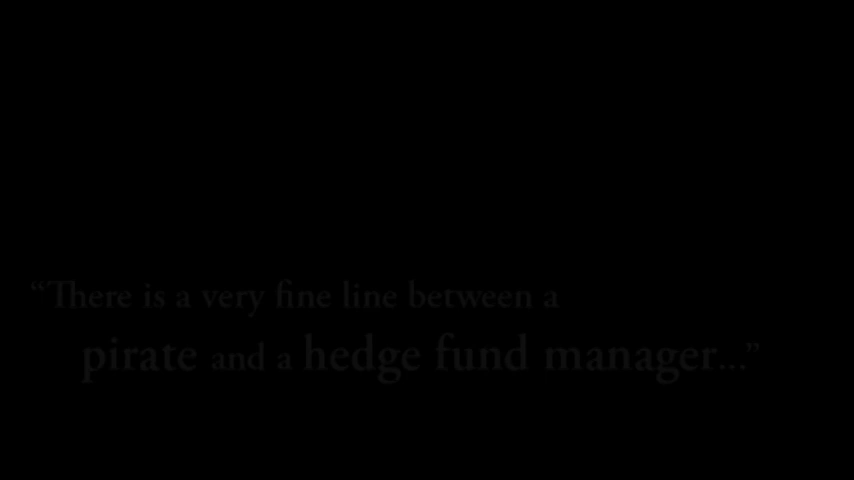 “There is a very fine line between a
pirate and a hedge fund manager...”